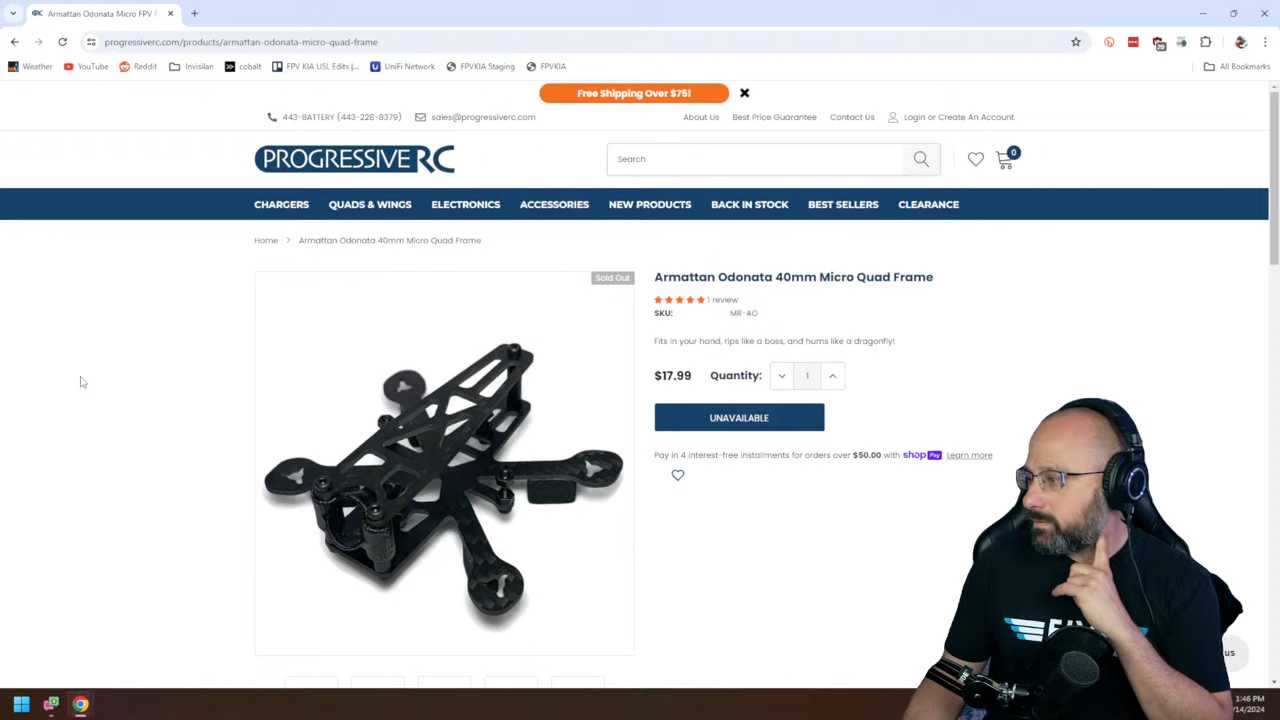 Armattan Odonata Micro FPV
progressiverc.com/products/armattan-odonata-micro-quad-frame
Weather YouTube Reddit Invisilan cobalt FPV KIA USL Edits |... UniFi Network FPVKIA Staging FPVKIA All Bookmarks
Free Shipping Over $75!
443-BATTERY (443-228-8379) sales@progressiverc.com About Us Best Price Guarantee Contact Us Login or Create An Account
PROGRESSIVERC Search 0
CHARGERS QUADS & WINGS ELECTRONICS ACCESSORIES NEW PRODUCTS BACK IN STOCK BEST SELLERS CLEARANCE
Home > Armattan Odonata 40mm Micro Quad Frame
Sold Out
Armattan Odonata 40mm Micro Quad Frame
1 review
SKU: MR-AO
Fits in your hand, rips like a boss, and hums like a dragonfly!
$17.99 Quantity: 1
UNAVAILABLE
Pay in 4 interest-free installments for orders over $50.00 with shop Pay Learn more
us
1:46 PM
/14/2024